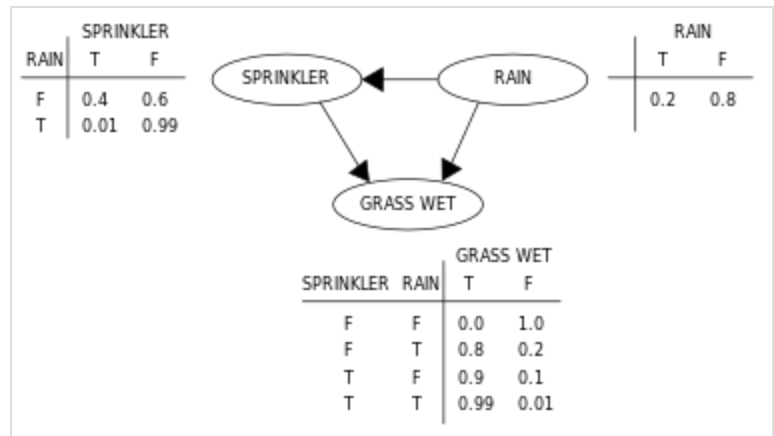 SPRINKLER
RAIN T F
F 0.4 0.6
T 0.01 0.99
SPRINKLER
RAIN
RAIN
T F
0.2 0.8
GRASS WET
GRASS WET
SPRINKLER RAIN T F
F F 0.0 1.0
F T 0.8 0.2
T F 0.9 0.1
T T 0.99 0.01